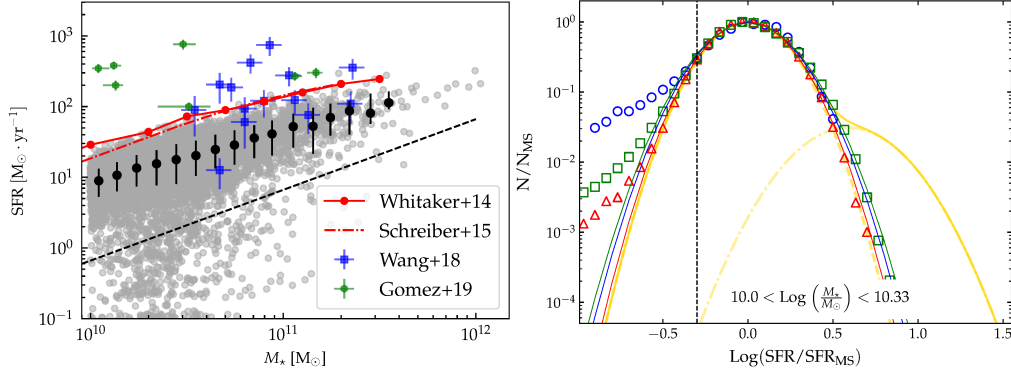 SFR [M⊙ · yr⁻¹]
10³
10²
10¹
10⁰
10⁻¹
10¹⁰
10¹¹
10¹²
M⋆ [M⊙]
Whitaker+14
Schreiber+15
Wang+18
Gomez+19
N/N_MS
10⁰
10⁻¹
10⁻²
10⁻³
10⁻⁴
10.0 < Log (M⋆/M⊙) < 10.33
−0.5
0.0
0.5
1.0
1.5
Log(SFR/SFR_MS)